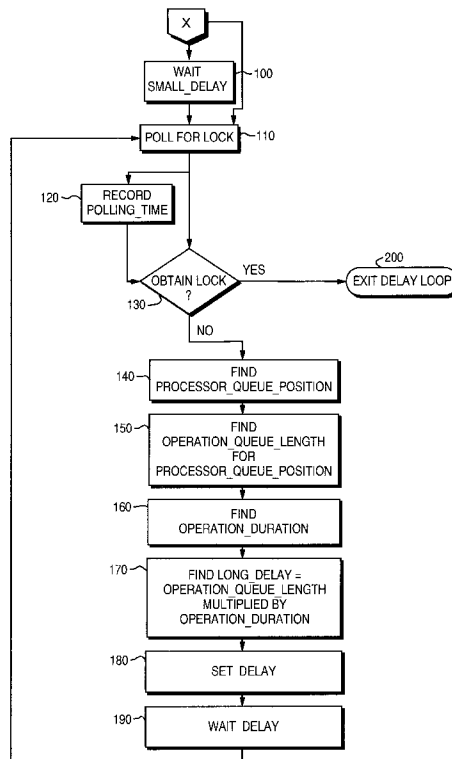 X
WAIT
SMALL_DELAY
100
POLL FOR LOCK
110
120
RECORD
POLLING_TIME
OBTAIN LOCK
?
130
YES
200
EXIT DELAY LOOP
NO
140
FIND
PROCESSOR_QUEUE_POSITION
150
FIND
OPERATION_QUEUE_LENGTH
FOR
PROCESSOR_QUEUE_POSITION
160
FIND
OPERATION_DURATION
170
FIND LONG_DELAY =
OPERATION_QUEUE_LENGTH
MULTIPLIED BY
OPERATION_DURATION
180
SET DELAY
190
WAIT DELAY